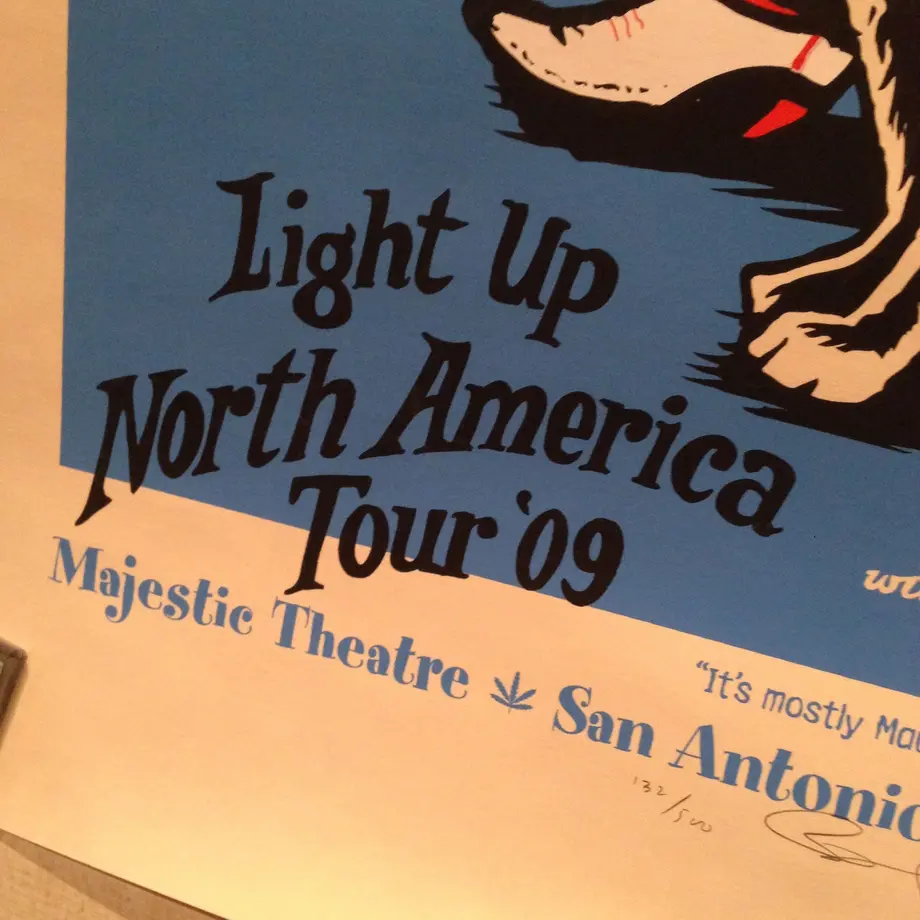 Light Up
North America
Tour '09
Majestic Theatre San Antonio
"It's mostly
132/500